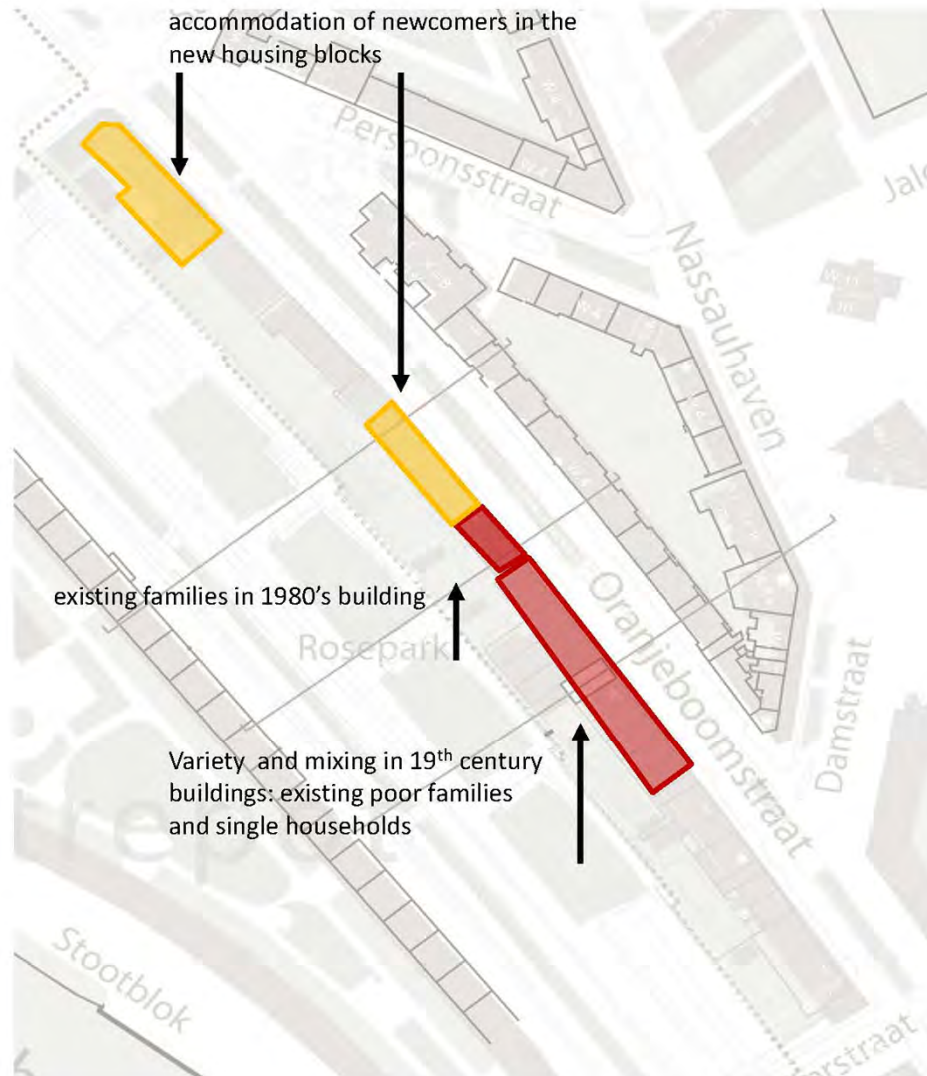 accommodation of newcomers in the
new housing blocks
Persoonsstraat
Nassauhaven
existing families in 1980's building
Rosepark
Oranjeboomstraat
Damstraat
Variety and mixing in 19th century
buildings: existing poor families
and single households
Stootblok